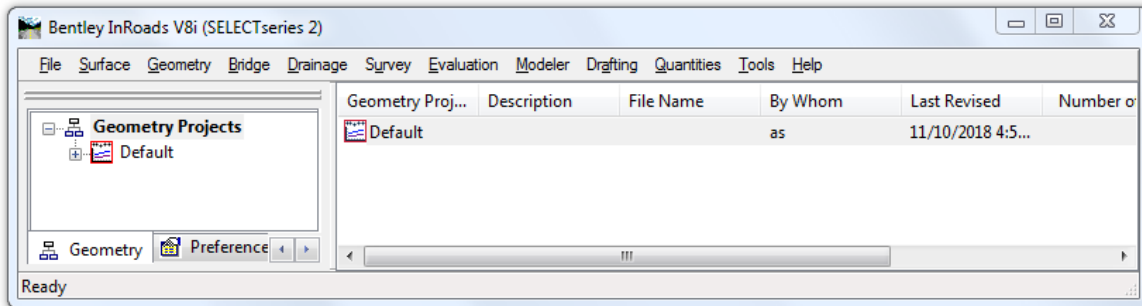 Bentley InRoads V8i (SELECTseries 2)
File Surface Geometry Bridge Drainage Survey Evaluation Modeler Drafting Quantities Tools Help
Geometry Proj... Description File Name By Whom Last Revised Number o
Geometry Projects
Default
Default as 11/10/2018 4:5...
Geometry Preference
Ready